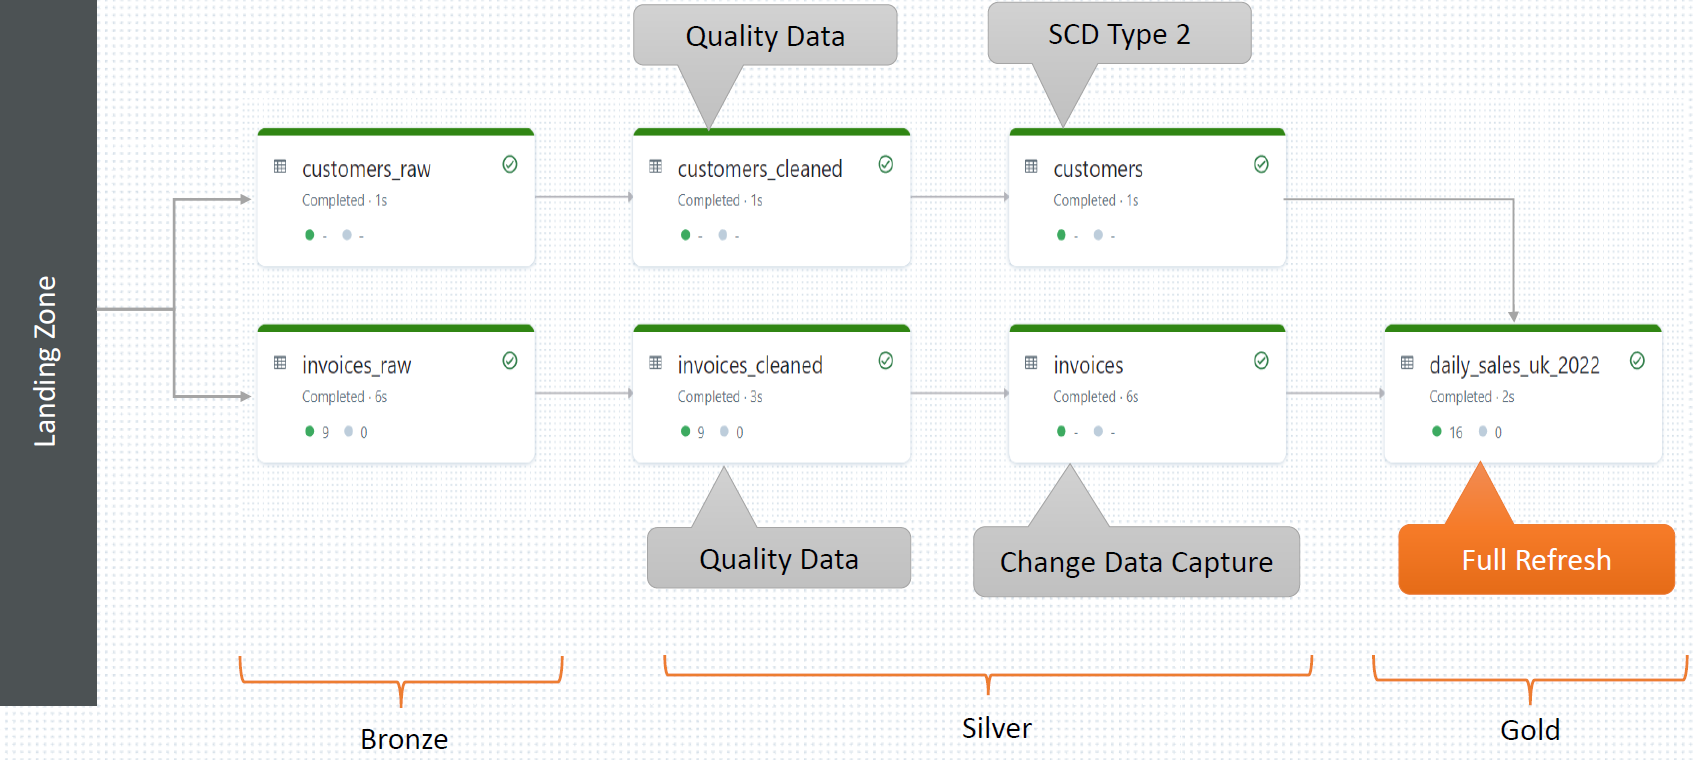 Landing Zone
Quality Data
SCD Type 2
customers_raw
Completed · 1s
- -
customers_cleaned
Completed · 1s
- -
customers
Completed · 1s
- -
invoices_raw
Completed · 6s
9 0
invoices_cleaned
Completed · 3s
9 0
invoices
Completed · 6s
- -
daily_sales_uk_2022
Completed · 2s
16 0
Quality Data
Change Data Capture
Full Refresh
Bronze
Silver
Gold